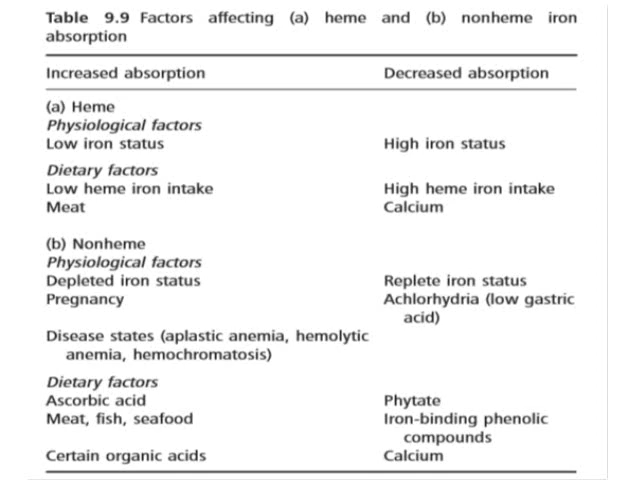 Table 9.9 Factors affecting (a) heme and (b) nonheme iron
absorption
Increased absorption Decreased absorption
(a) Heme
Physiological factors
Low iron status High iron status
Dietary factors
Low heme iron intake High heme iron intake
Meat Calcium
(b) Nonheme
Physiological factors
Depleted iron status Replete iron status
Pregnancy Achlorhydria (low gastric
acid)
Disease states (aplastic anemia, hemolytic
anemia, hemochromatosis)
Dietary factors
Ascorbic acid Phytate
Meat, fish, seafood Iron-binding phenolic
compounds
Certain organic acids Calcium